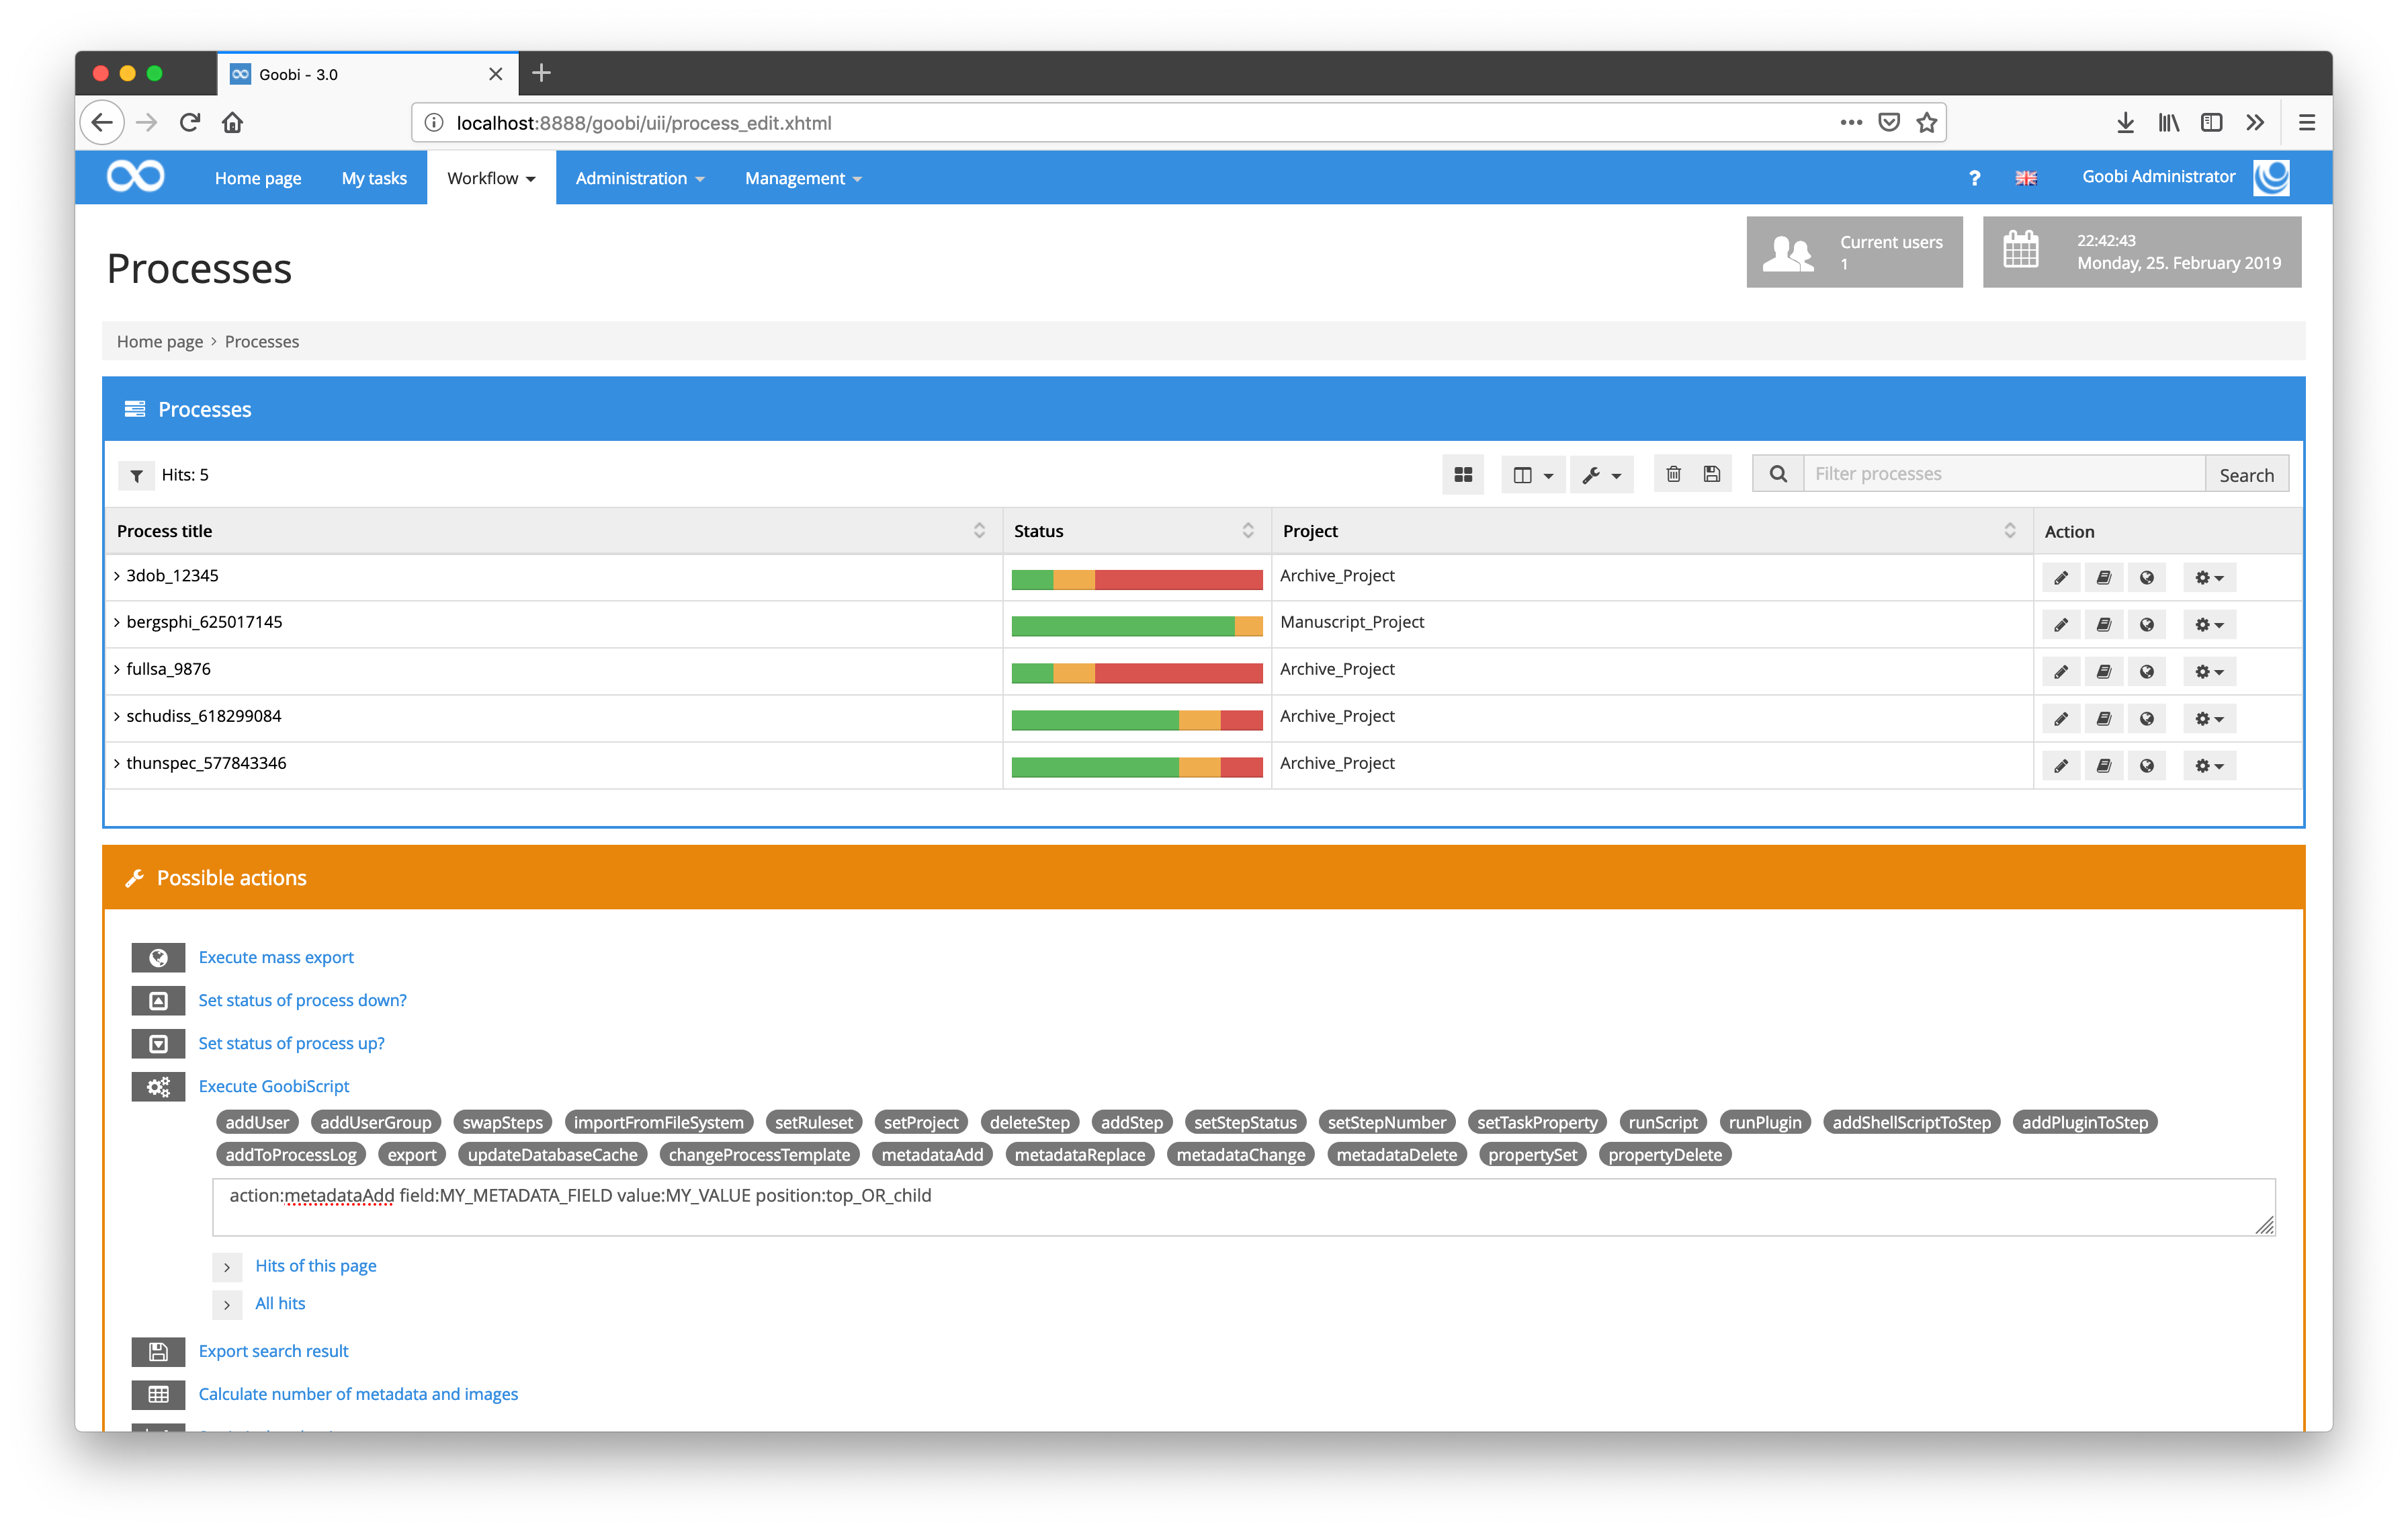 Goobi - 3.0
localhost:8888/goobi/uii/process_edit.xhtml
Home page My tasks Workflow Administration Management ? Goobi Administrator
Processes
Current users
1
22:42:43
Monday, 25. February 2019
Home page > Processes
Processes
Hits: 5 Filter processes Search
Process title Status Project Action
3dob_12345 Archive_Project
bergsphi_625017145 Manuscript_Project
fullsa_9876 Archive_Project
schudiss_618299084 Archive_Project
thunspec_577843346 Archive_Project
Possible actions
Execute mass export
Set status of process down?
Set status of process up?
Execute GoobiScript
addUser addUserGroup swapSteps importFromFileSystem setRuleset setProject deleteStep addStep setStepStatus setStepNumber setTaskProperty runScript runPlugin addShellScriptToStep addPluginToStep
addToProcessLog export updateDatabaseCache changeProcessTemplate metadataAdd metadataReplace metadataChange metadataDelete propertySet propertyDelete
action:metadataAdd field:MY_METADATA_FIELD value:MY_VALUE position:top_OR_child
Hits of this page
All hits
Export search result
Calculate number of metadata and images